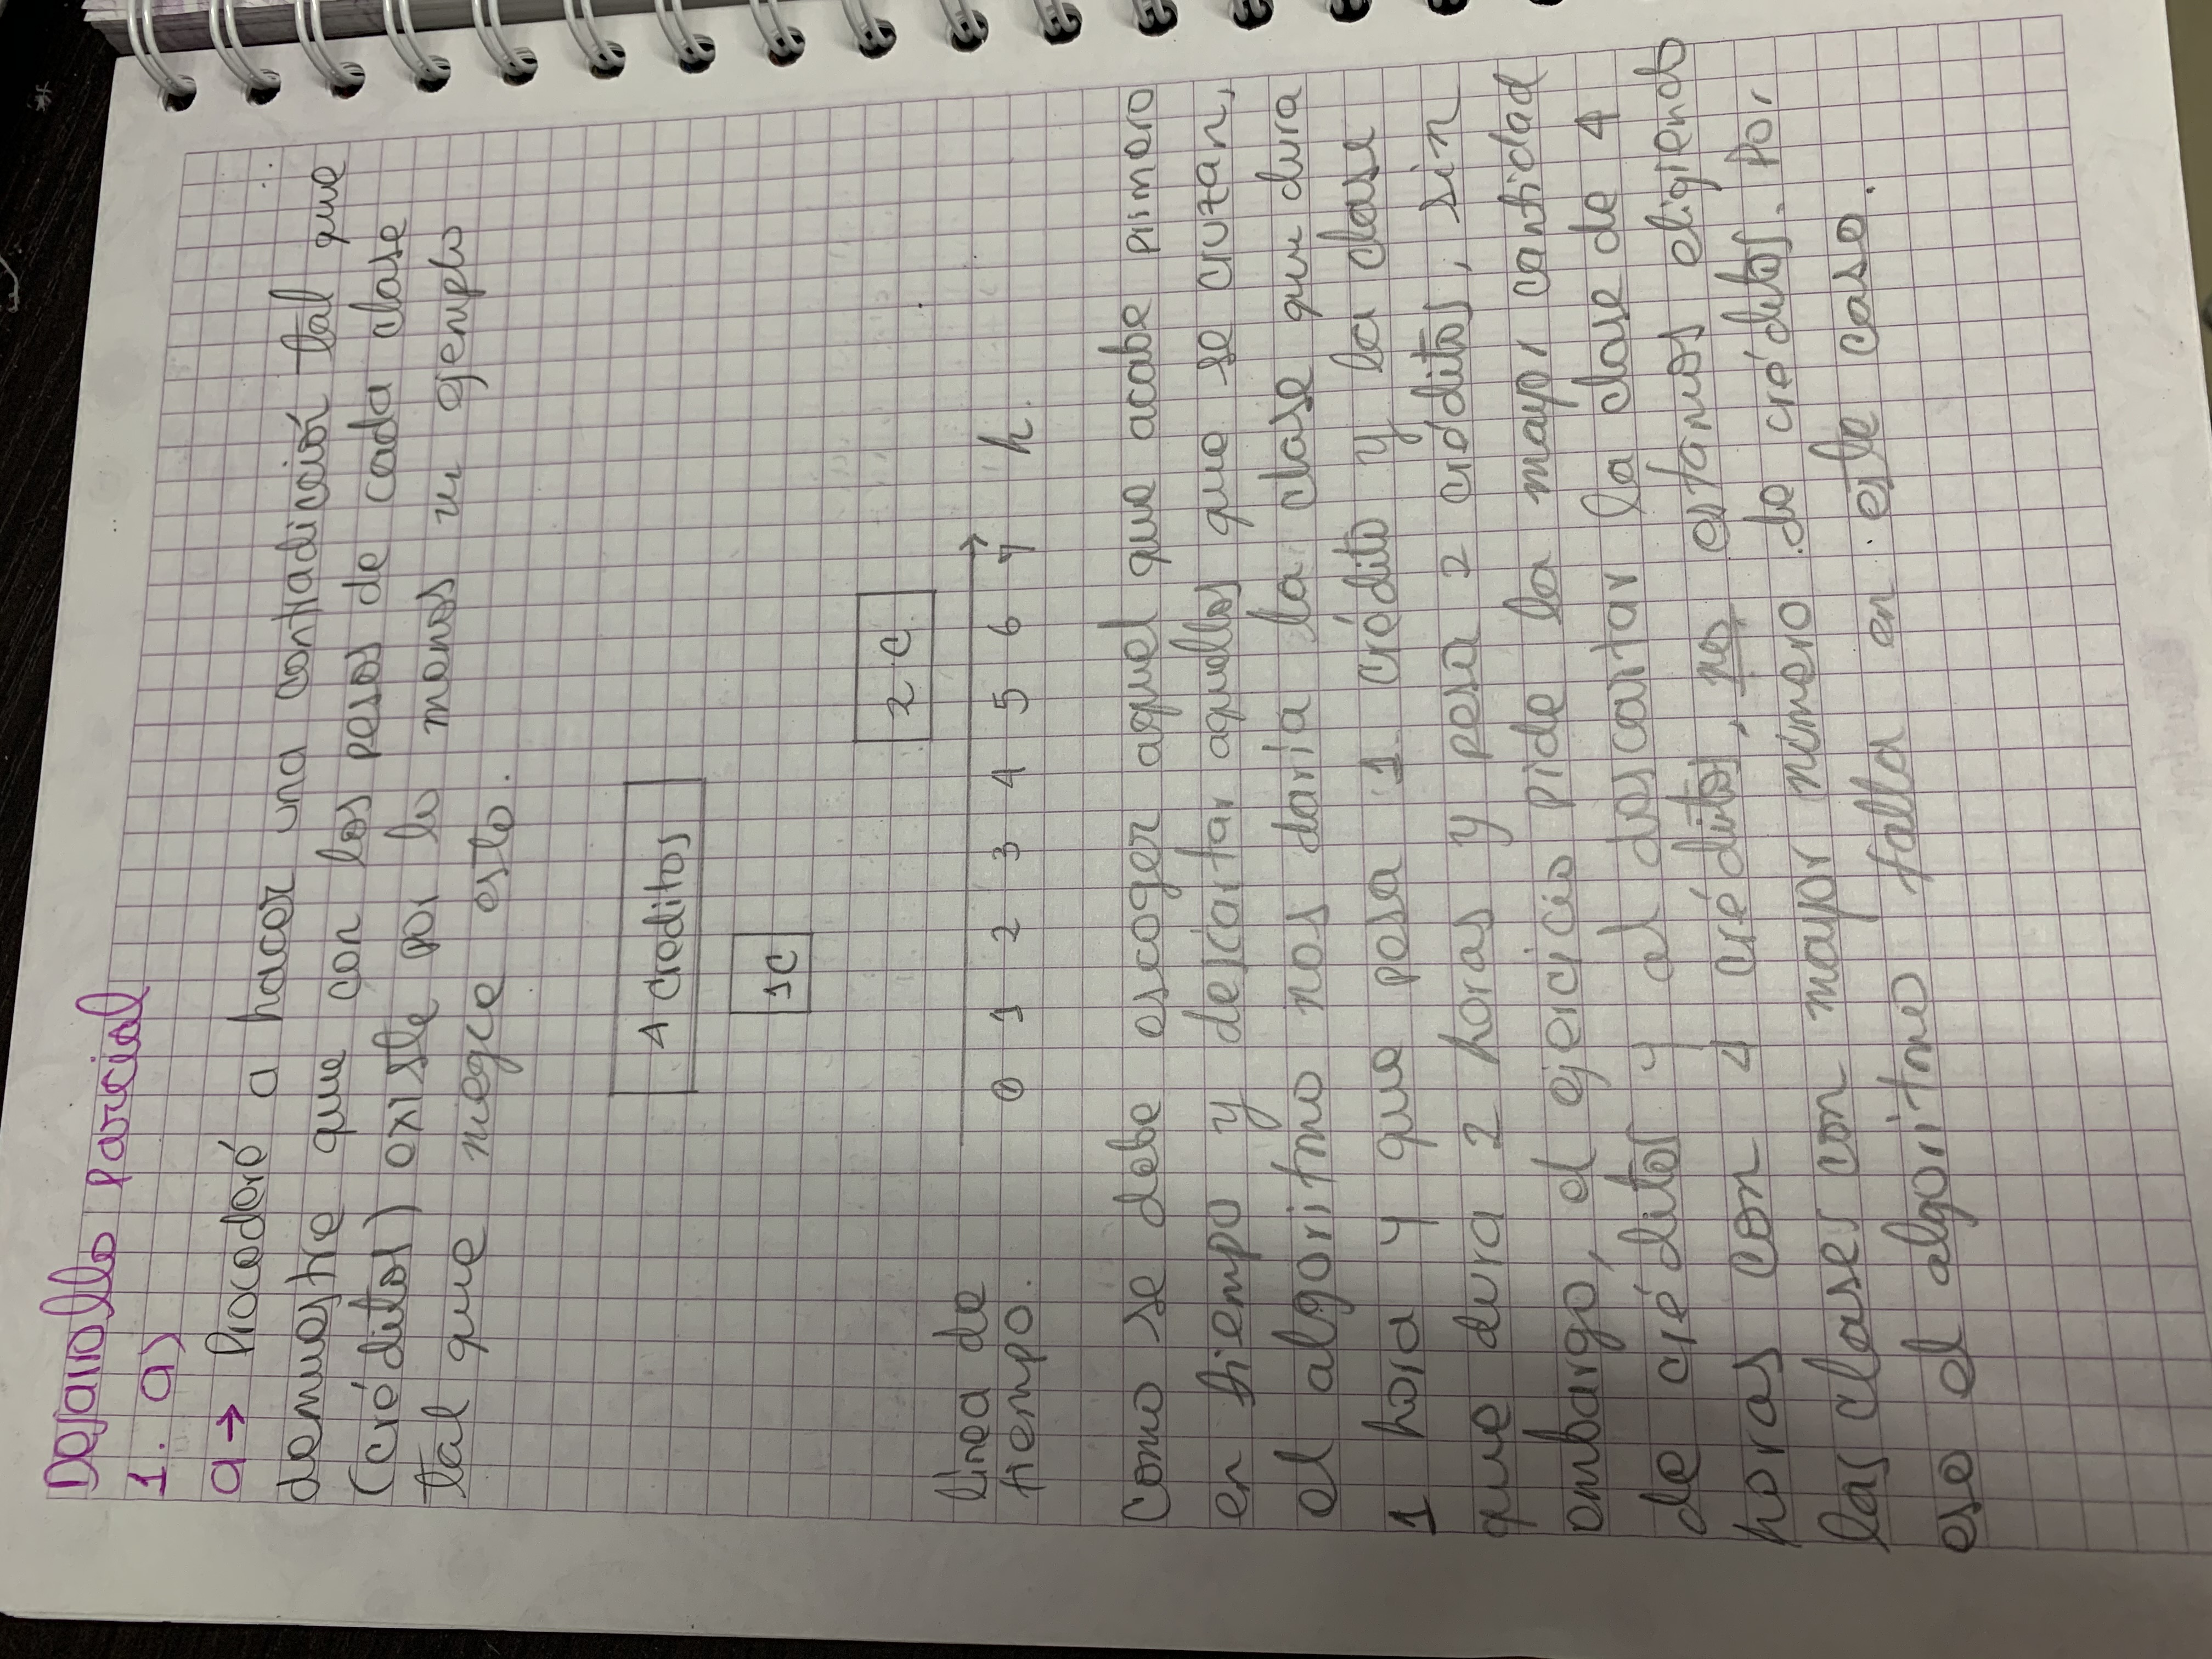 Desarrollo parcial
1. a)
a → Procederé a hacer una contradicción tal que
demuestre que con los pesos de cada clase
(créditos) existe por lo menos un ejemplo
tal que niegue esto.
4 creditos
1C
2 C
línea de
tiempo.
0 1 2 3 4 5 6 7 h.
Como se debe escoger aquel que acabe primero
en tiempo y descartar aquellos que se cruzan,
el algoritmo nos daría la clase que dura
1 hora y que pesa 1 crédito y la clase
que dura 2 horas y pesa 2 créditos, sin
embargo, el ejercicio pide la mayor cantidad
de créditos y al descartar la clase de 4
horas con 4 créditos, no estamos eligiendo
las clases con mayor número de créditos. Por
eso el algoritmo falla en este caso.